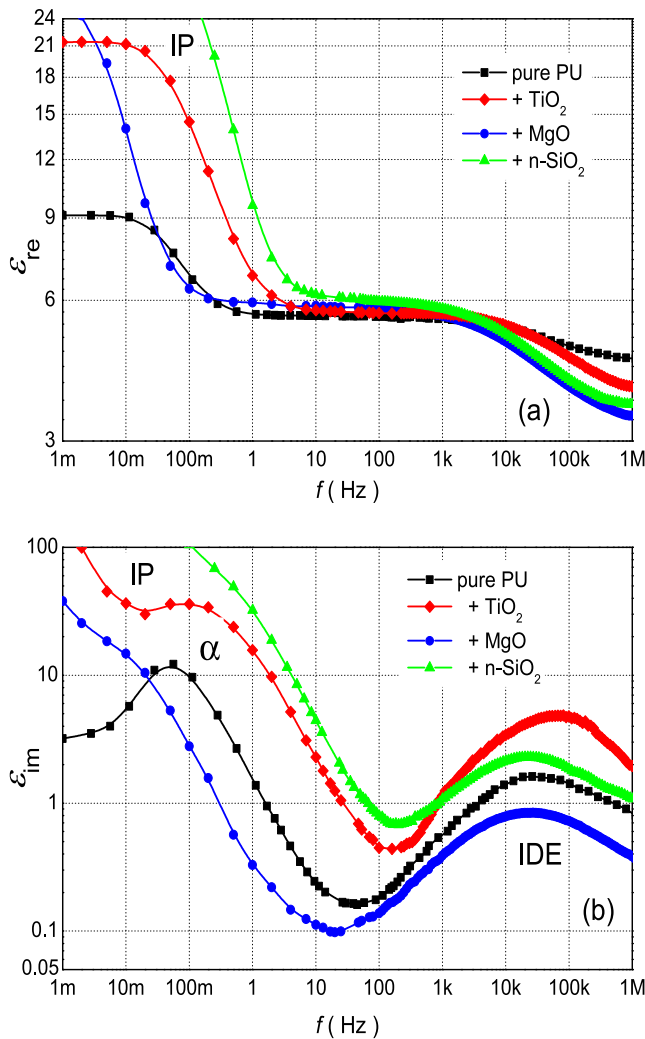 24
21
18
15
12
9
6
3
ε_re
IP
pure PU
+ TiO₂
+ MgO
+ n-SiO₂
(a)
1m 10m 100m 1 10 100 1k 10k 100k 1M
f ( Hz )
100
10
1
0.1
0.05
ε_im
IP
α
pure PU
+ TiO₂
+ MgO
+ n-SiO₂
IDE
(b)
1m 10m 100m 1 10 100 1k 10k 100k 1M
f ( Hz )